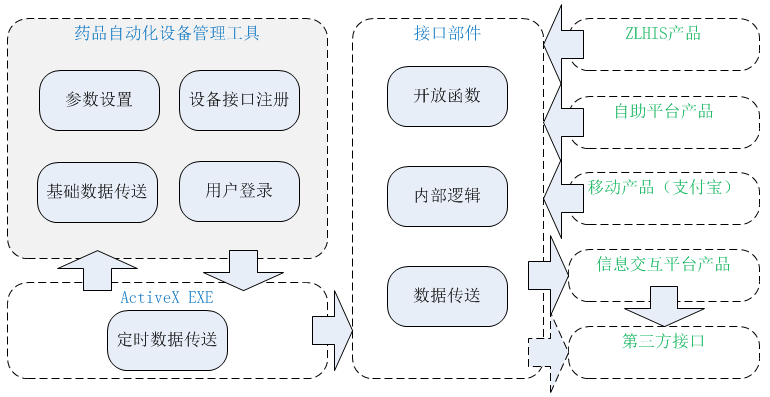 药品自动化设备管理工具
参数设置
设备接口注册
基础数据传送
用户登录
ActiveX EXE
定时数据传送
接口部件
开放函数
内部逻辑
数据传送
ZLHIS产品
自助平台产品
移动产品（支付宝）
信息交互平台产品
第三方接口